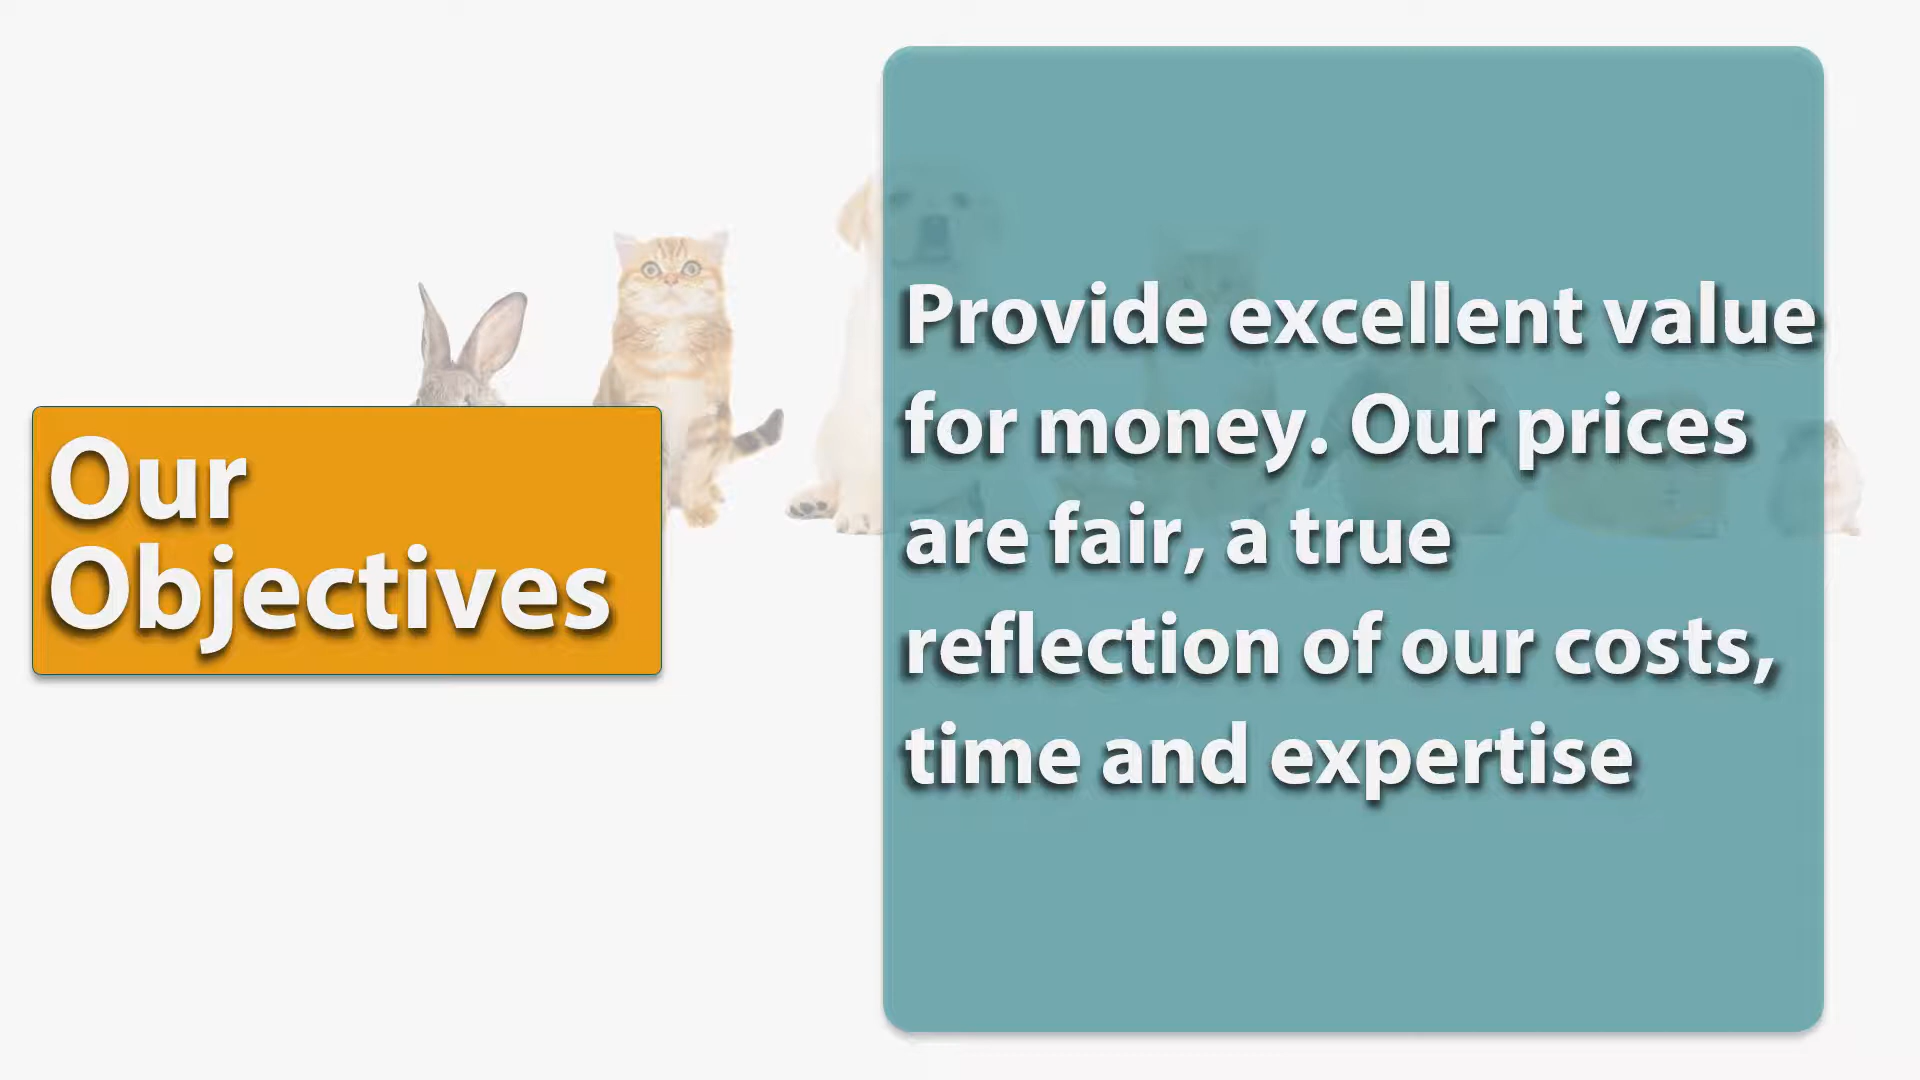 Our
Objectives
Provide excellent value
for money. Our prices
are fair, a true
reflection of our costs,
time and expertise